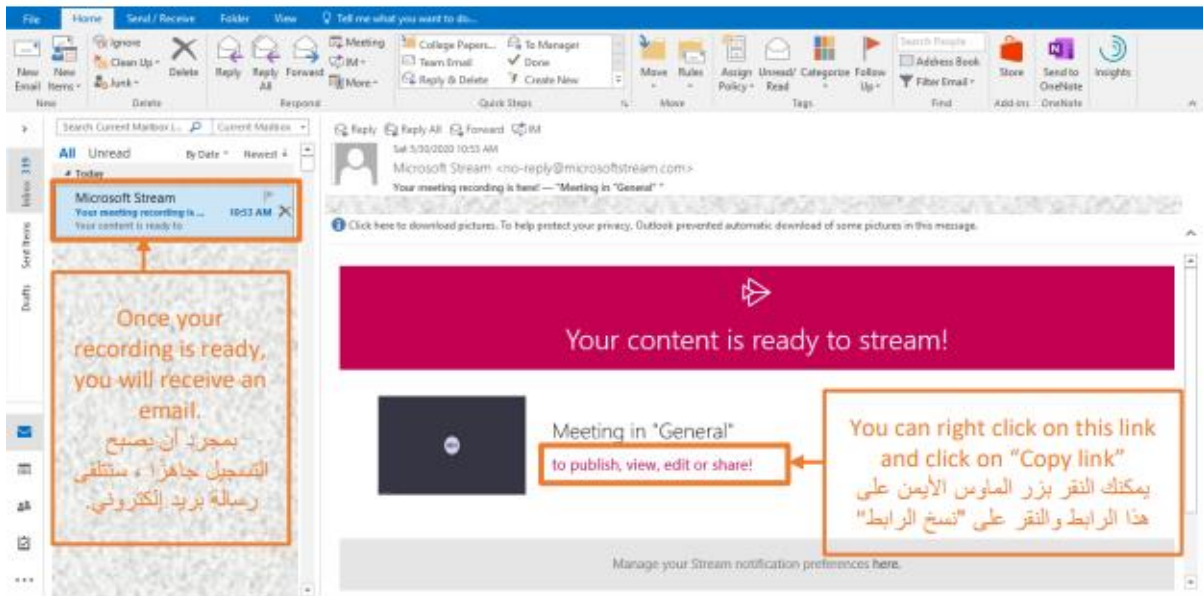 File Home Send / Receive Folder View Tell me what you want to do...
New Email
New Items
Ignore
Clean Up
Junk
Delete
Reply
Reply All
Forward
Meeting
IM
More
College Papers...
Team Email
Reply & Delete
To Manager
Done
Create New
Move
Rules
Assign Policy
Unread/ Read
Categorize
Follow Up
Search People
Address Book
Filter Email
Store
Send to OneNote
Insights
New Delete Respond Quick Steps Move Tags Find Add-ins OneNote
Search Current Mailbox Current Mailbox
All Unread By Date Newest
Today
Microsoft Stream
Your meeting recording is ... 10:53 AM
Your content is ready to
Inbox 319
Sent Items
Drafts
Once your
recording is ready,
you will receive an
email.
بمجرد أن يصبح
التسجيل جاهزًا ، ستتلقى
رسالة بريد إلكتروني.
Reply Reply All Forward IM
Sat 5/30/2020 10:53 AM
Microsoft Stream <no-reply@microsoftstream.com>
Your meeting recording is here! — "Meeting in "General" "
Click here to download pictures. To help protect your privacy, Outlook prevented automatic download of some pictures in this message.
Your content is ready to stream!
Meeting in "General"
to publish, view, edit or share!
You can right click on this link
and click on “Copy link”
يمكنك النقر بزر الماوس الأيمن على
هذا الرابط والنقر على "نسخ الرابط"
Manage your Stream notification preferences here.